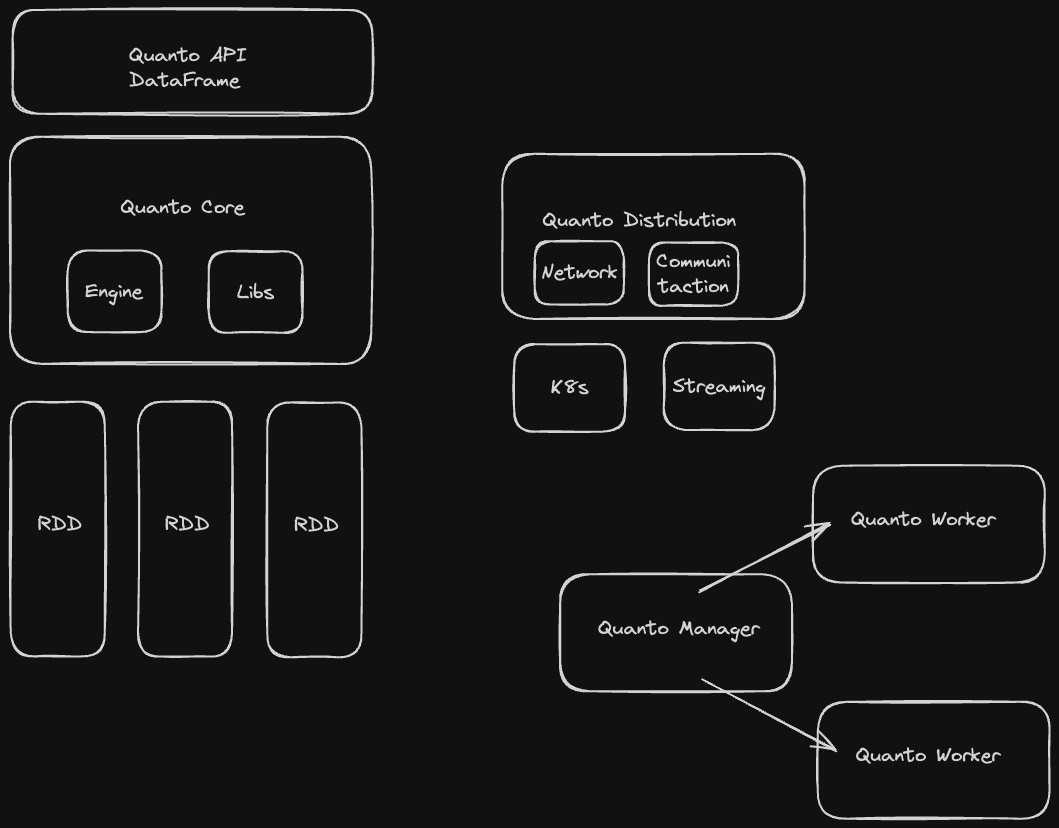 Quanto API
DataFrame
Quanto Core
Engine
Libs
RDD
RDD
RDD
Quanto Distribution
Network
Communi
taction
K8s
Streaming
Quanto Worker
Quanto Manager
Quanto Worker